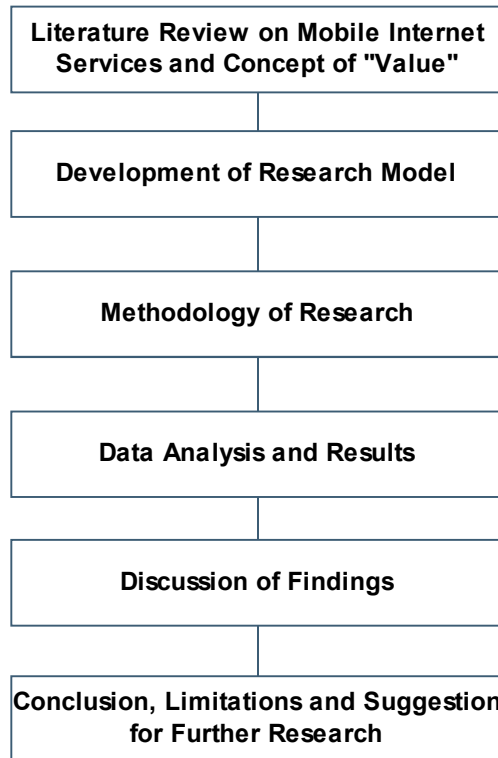 Literature Review on Mobile Internet
Services and Concept of "Value"
Development of Research Model
Methodology of Research
Data Analysis and Results
Discussion of Findings
Conclusion, Limitations and Suggestion
for Further Research